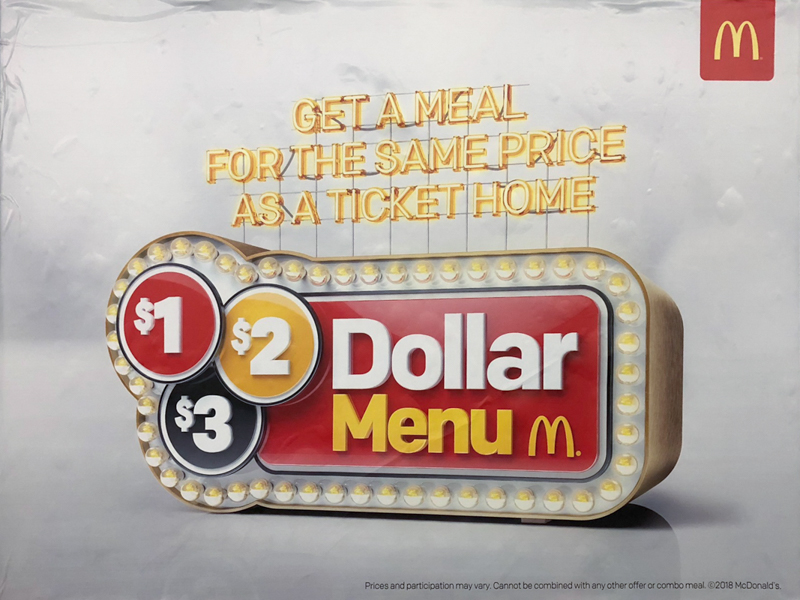 GET A MEAL
FOR THE SAME PRICE
AS A TICKET HOME
$1
$2
$3
Dollar
Menu
Prices and participation may vary. Cannot be combined with any other offer or combo meal. ©2018 McDonald's.